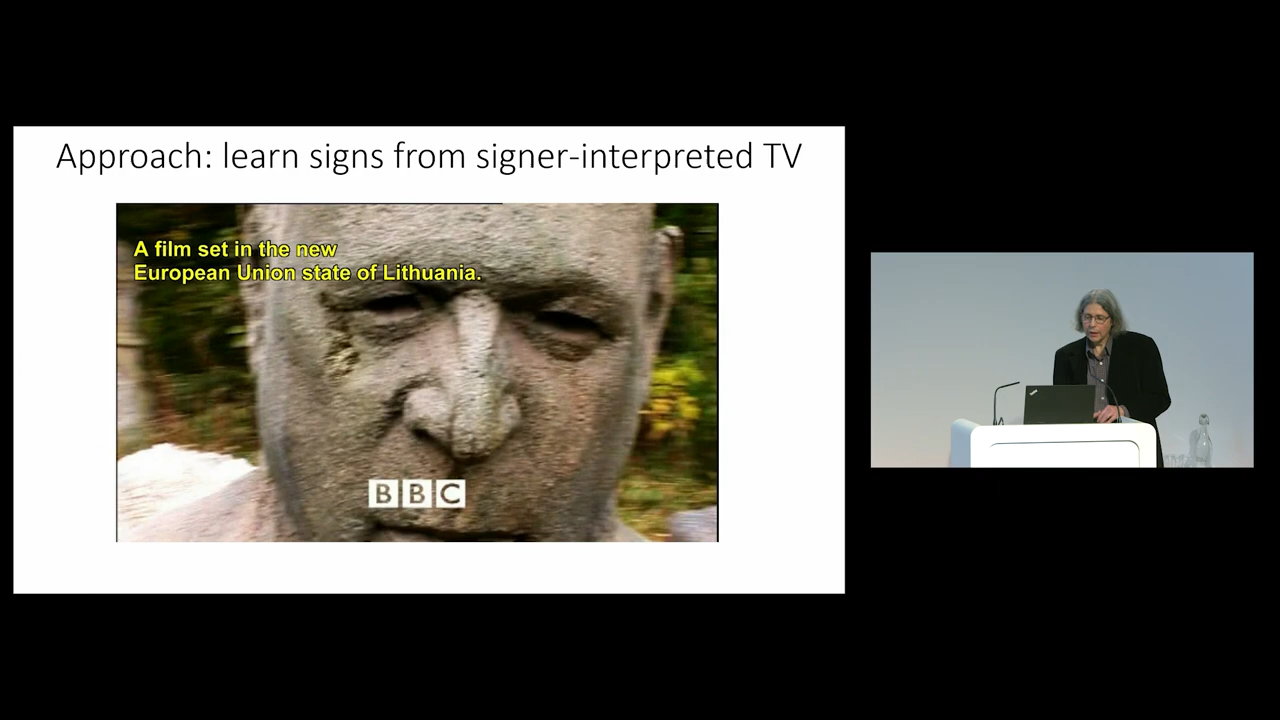 Approach: learn signs from signer-interpreted TV
A film set in the new
European Union state of Lithuania.
BBC